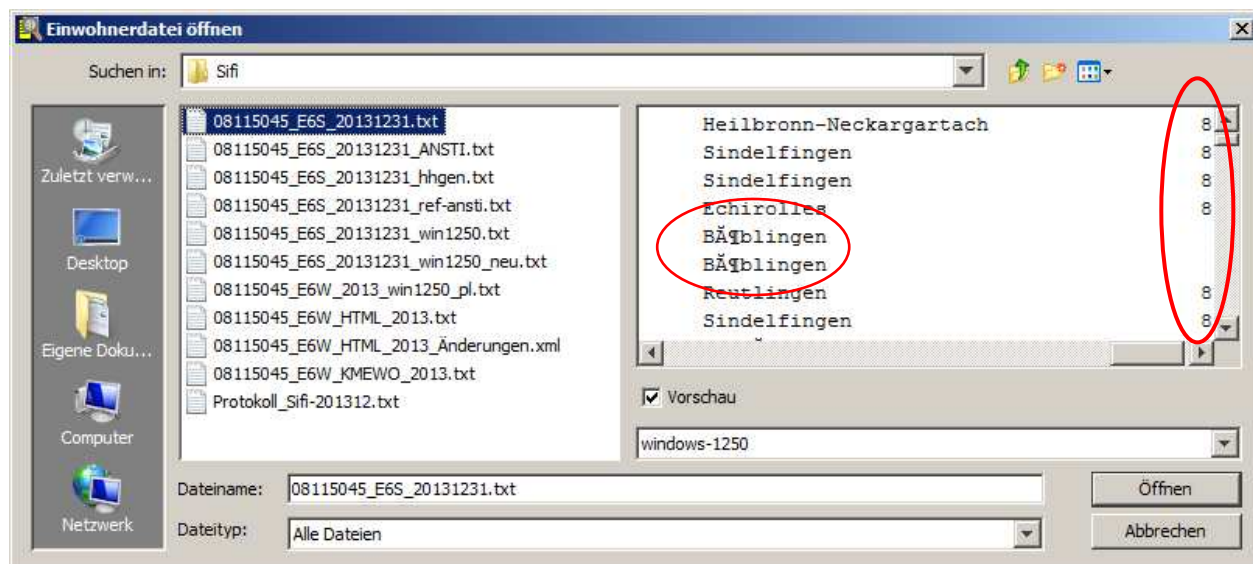 Einwohnerdatei öffnen
Suchen in: Sifi
Zuletzt verw...
Desktop
Eigene Doku...
Computer
Netzwerk
08115045_E6S_20131231.txt
08115045_E6S_20131231_ANSTI.txt
08115045_E6S_20131231_hhgen.txt
08115045_E6S_20131231_ref-ansti.txt
08115045_E6S_20131231_win1250.txt
08115045_E6S_20131231_win1250_neu.txt
08115045_E6W_2013_win1250_pl.txt
08115045_E6W_HTML_2013.txt
08115045_E6W_HTML_2013_Änderungen.xml
08115045_E6W_KMEWO_2013.txt
Protokoll_Sifi-201312.txt
Heilbronn-Neckargartach 8
Sindelfingen 8
Sindelfingen 8
Echirolles 8
BĂ¶blingen
BĂ¶blingen
Reutlingen 8
Sindelfingen 8
Vorschau
windows-1250
Dateiname: 08115045_E6S_20131231.txt Öffnen
Dateityp: Alle Dateien Abbrechen